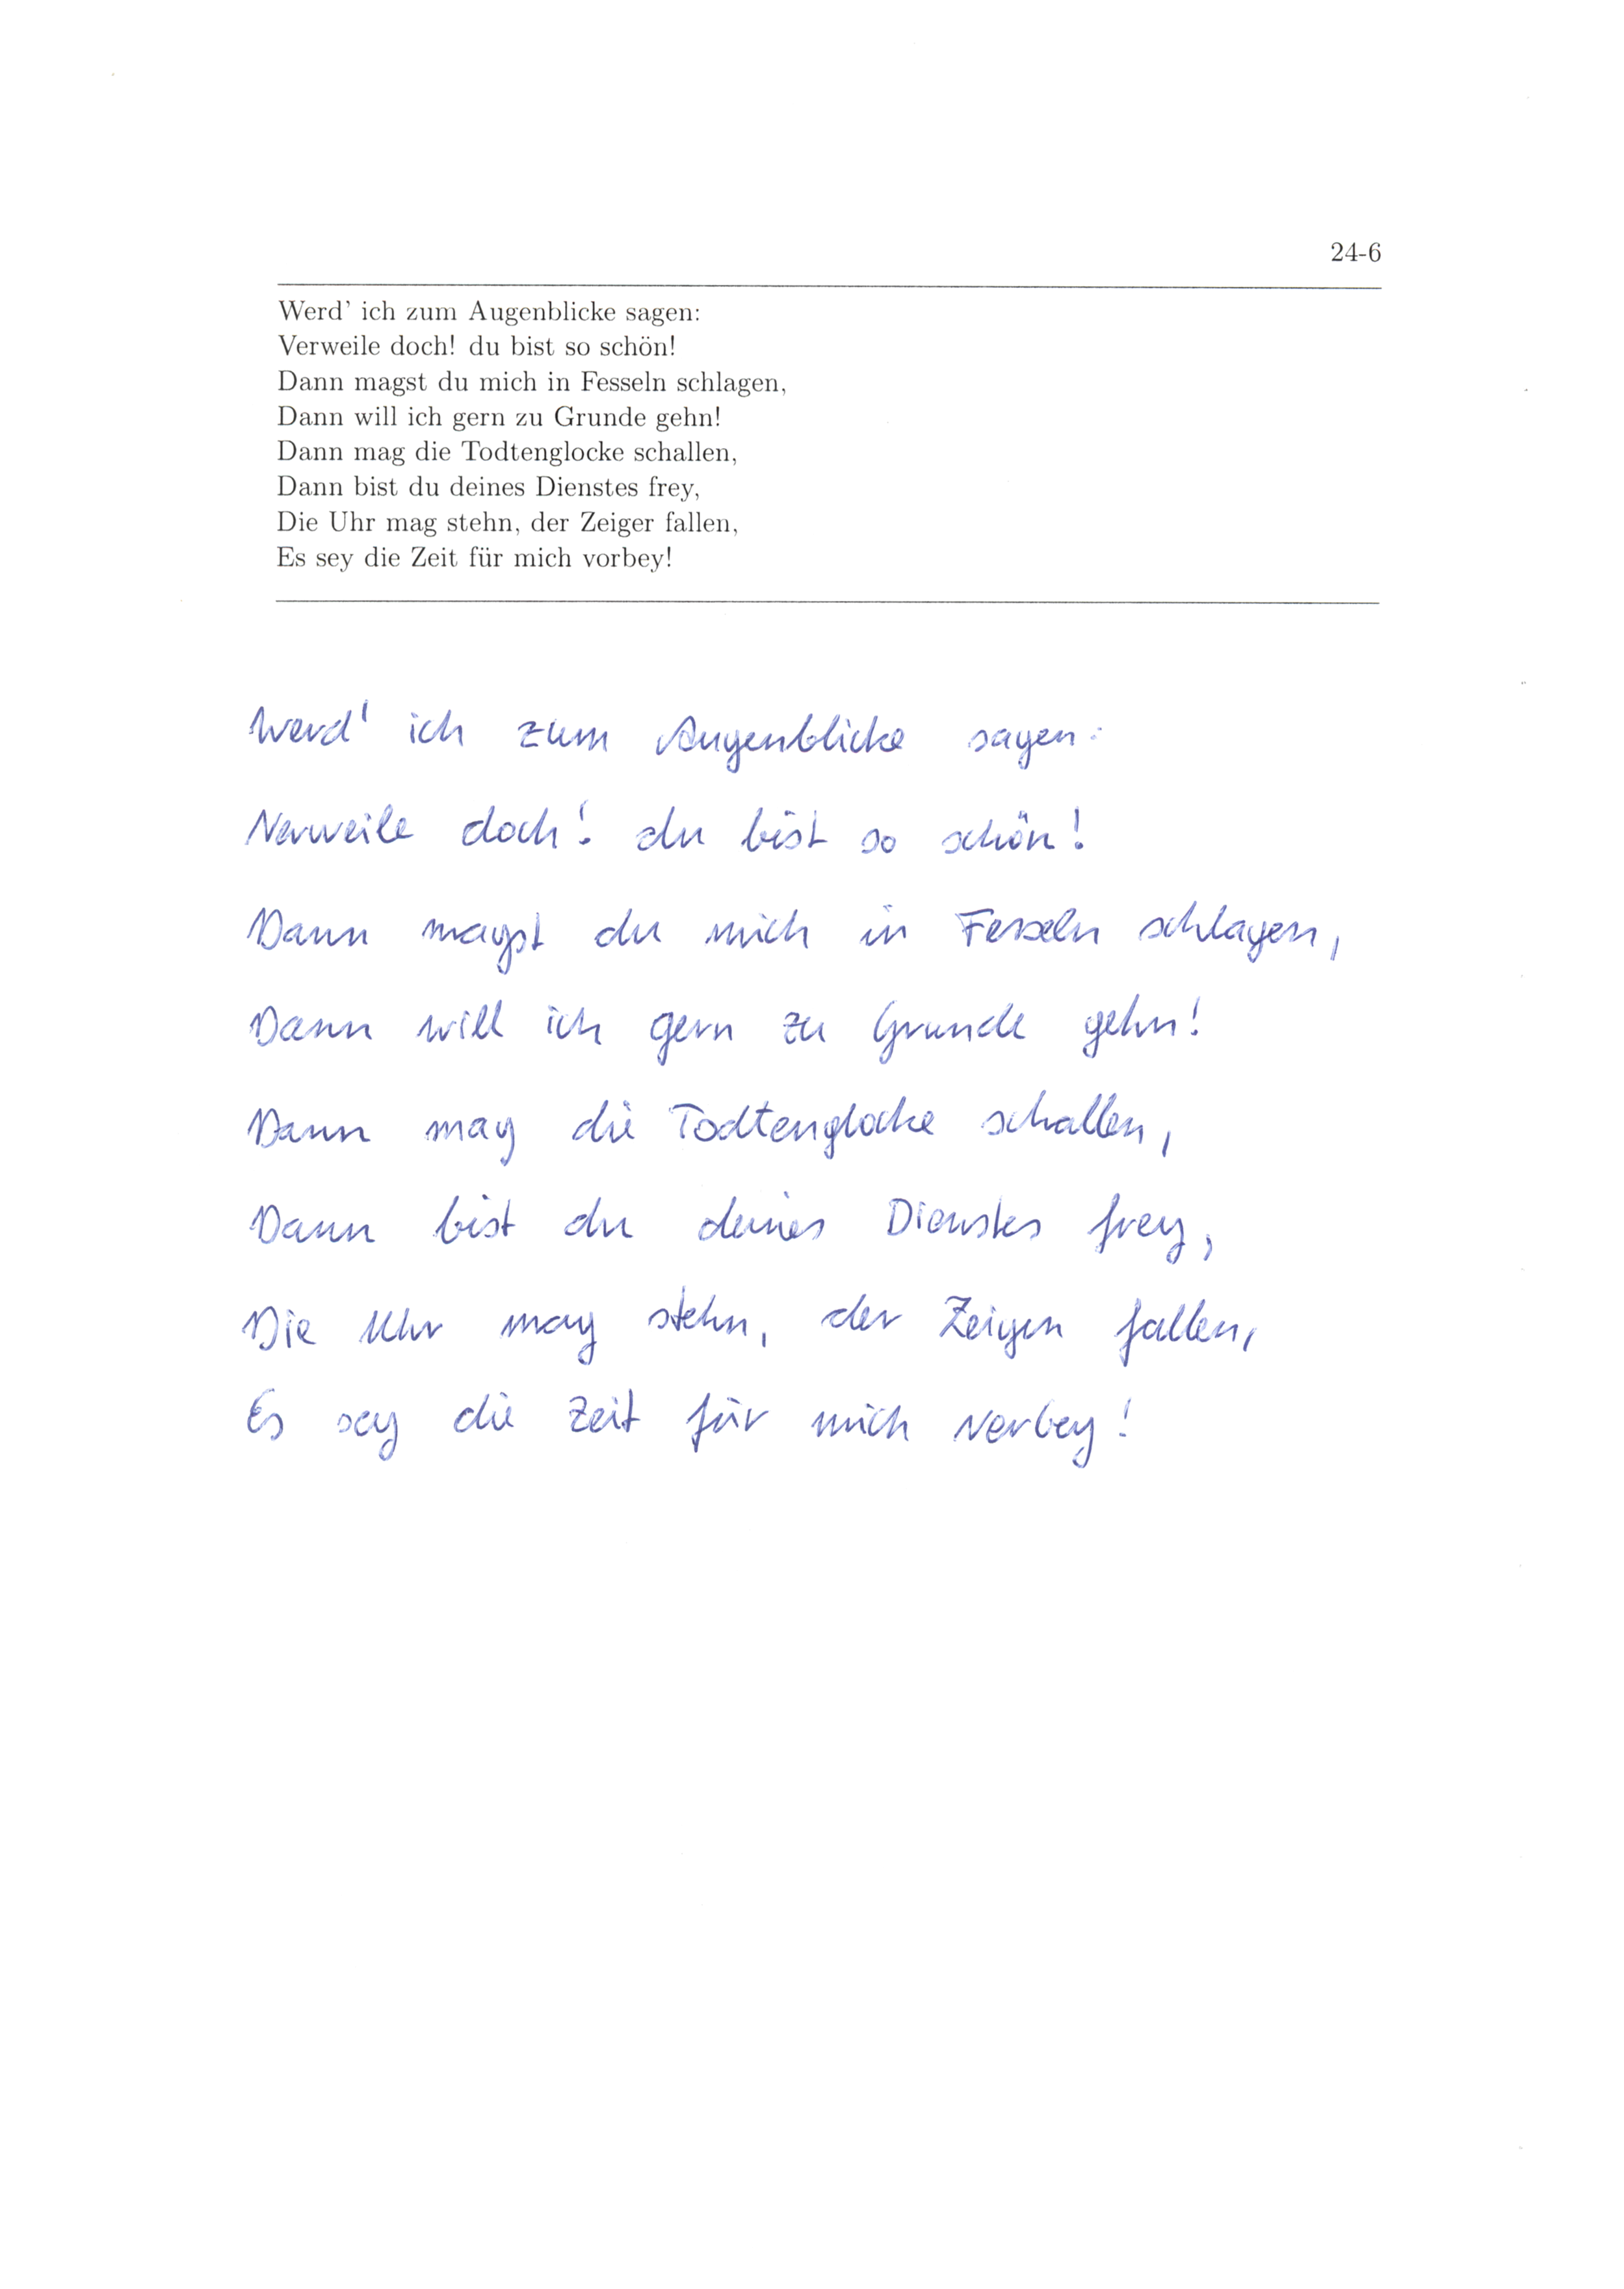 24-6
Werd' ich zum Augenblicke sagen:
Verweile doch! du bist so schön!
Dann magst du mich in Fesseln schlagen,
Dann will ich gern zu Grunde gehn!
Dann mag die Todtenglocke schallen,
Dann bist du deines Dienstes frey,
Die Uhr mag stehn, der Zeiger fallen,
Es sey die Zeit für mich vorbey!
Werd' ich zum Augenblicke sagen:
Verweile doch! du bist so schön!
Dann magst du mich in Fesseln schlagen,
Dann will ich gern zu Grunde gehn!
Dann mag die Todtenglocke schallen,
Dann bist du deines Dienstes frey,
Die Uhr mag stehn, der Zeigen fallen,
Es sey die Zeit für mich verbey!